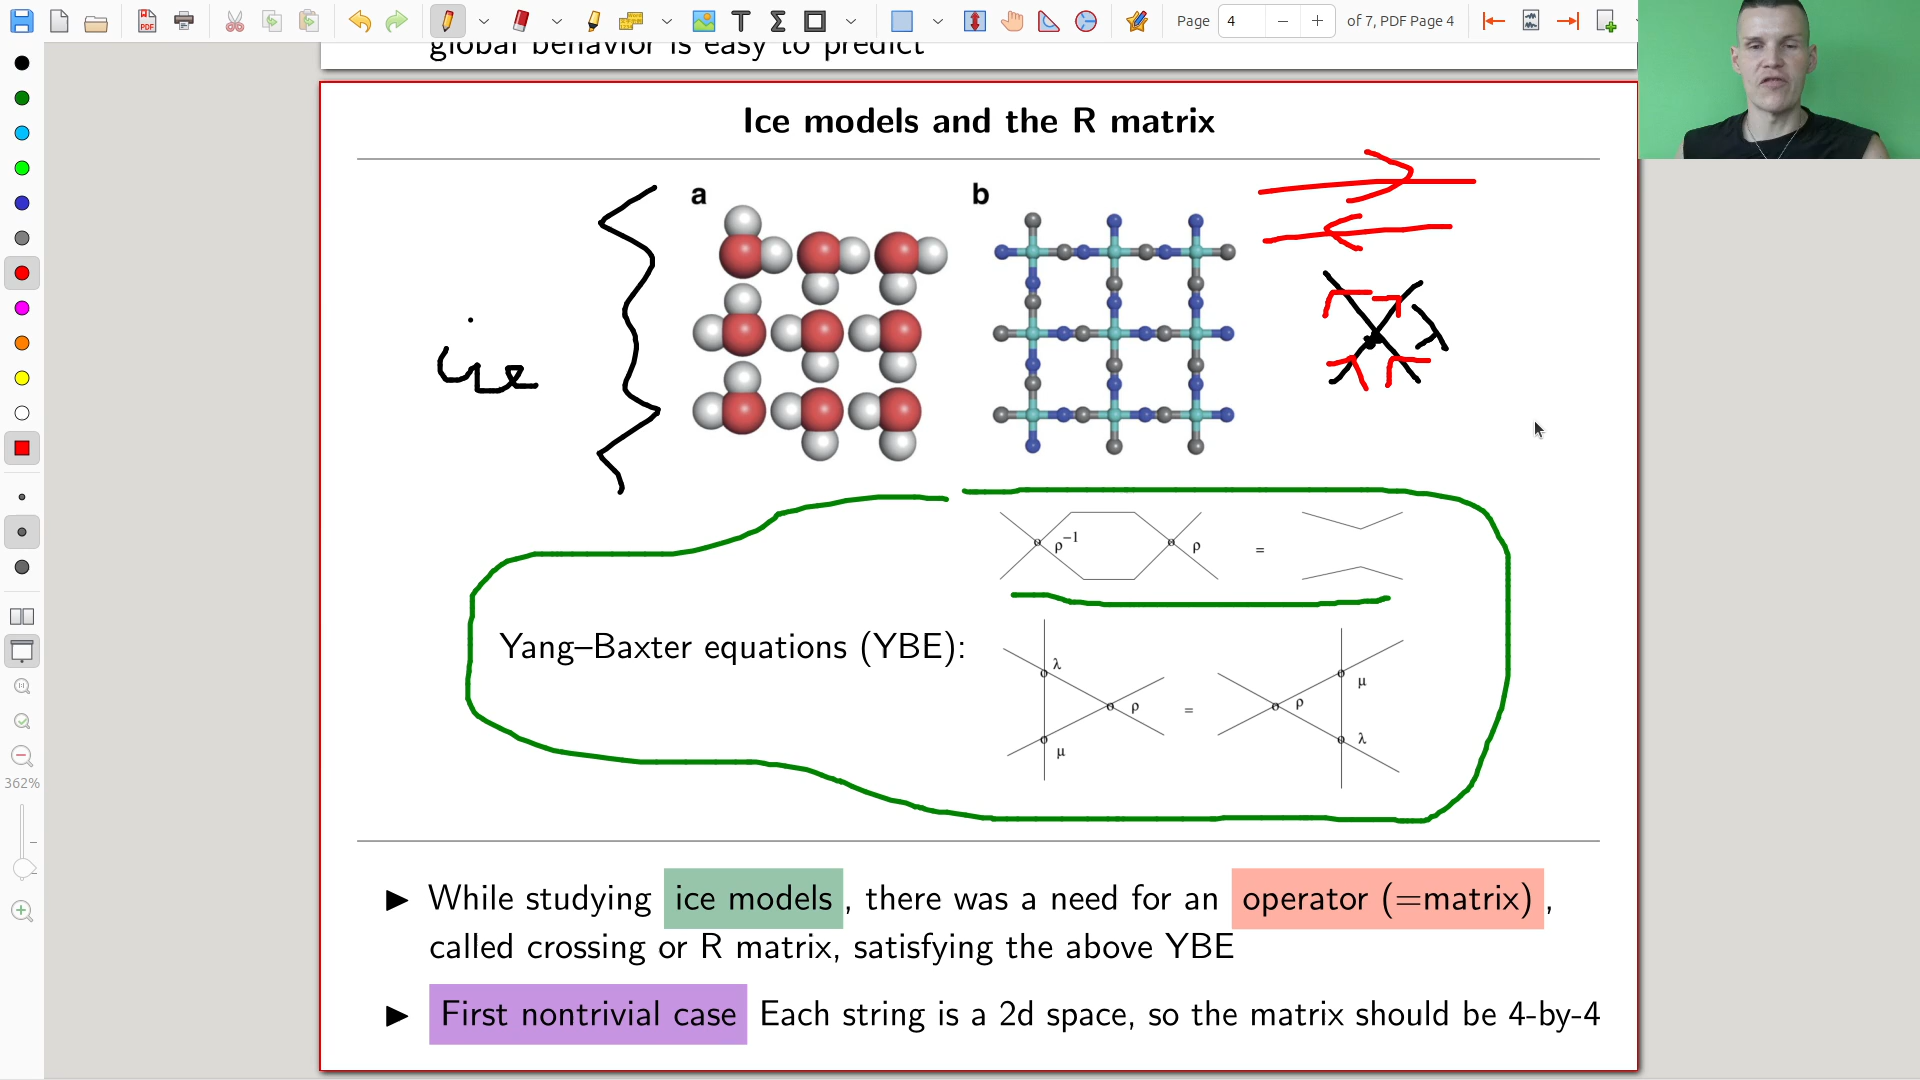 Page 4 of 7, PDF Page 4
global behavior is easy to predict
Ice models and the R matrix
a
b
ice
ρ⁻¹
ρ
=
Yang–Baxter equations (YBE):
λ
ρ
μ
=
ρ
μ
λ
▶ While studying ice models, there was a need for an operator (=matrix),
called crossing or R matrix, satisfying the above YBE
▶ First nontrivial case Each string is a 2d space, so the matrix should be 4-by-4
362%
PDF